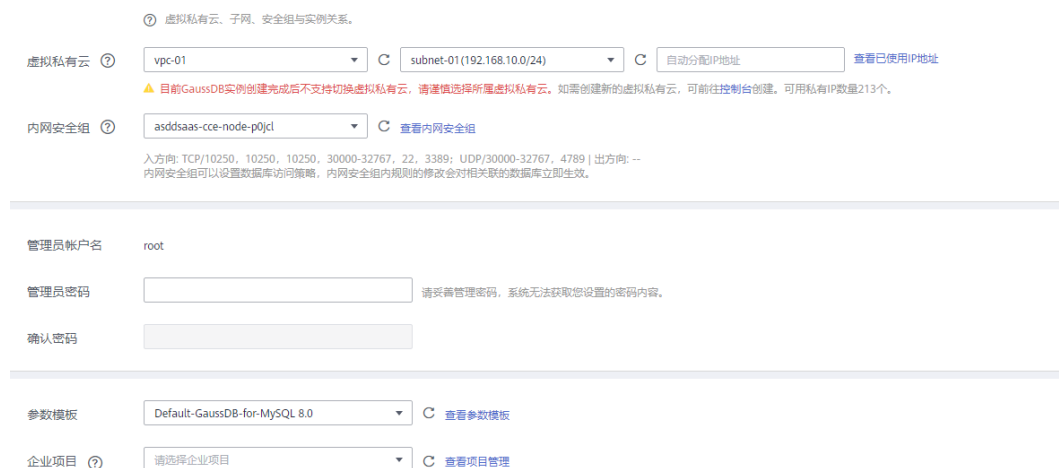 虚拟私有云、子网、安全组与实例关系。
虚拟私有云 vpc-01 subnet-01(192.168.10.0/24) 自动分配IP地址 查看已使用IP地址
目前GaussDB实例创建完成后不支持切换虚拟私有云，请谨慎选择所属虚拟私有云。如需创建新的虚拟私有云，可前往控制台创建。可用私有IP数量213个。
内网安全组 asddsaas-cce-node-p0jcl 查看内网安全组
入方向: TCP/10250, 10250, 10250, 30000-32767, 22, 3389; UDP/30000-32767, 4789 | 出方向: --
内网安全组可以设置数据库访问策略，内网安全组内规则的修改会对相关联的数据库立即生效。
管理员帐户名 root
管理员密码 请妥善管理密码，系统无法获取您设置的密码内容。
确认密码
参数模板 Default-GaussDB-for-MySQL 8.0 查看参数模板
企业项目 请选择企业项目 查看项目管理